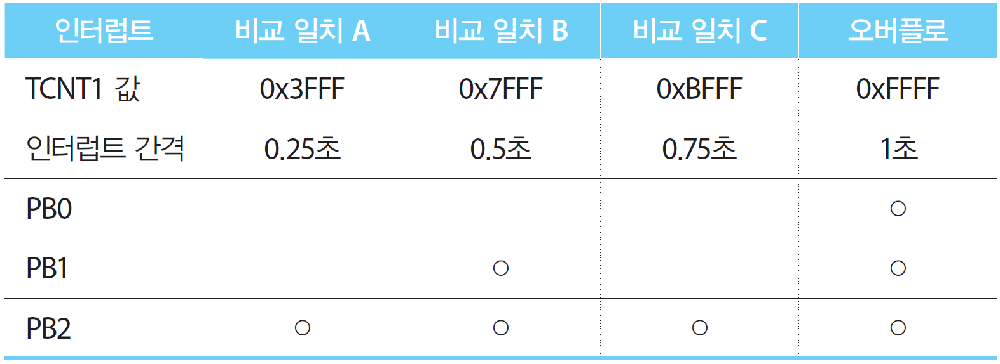 인터럽트 비교 일치 A 비교 일치 B 비교 일치 C 오버플로
TCNT1 값 0x3FFF 0x7FFF 0xBFFF 0xFFFF
인터럽트 간격 0.25초 0.5초 0.75초 1초
PB0 ○
PB1 ○ ○
PB2 ○ ○ ○ ○